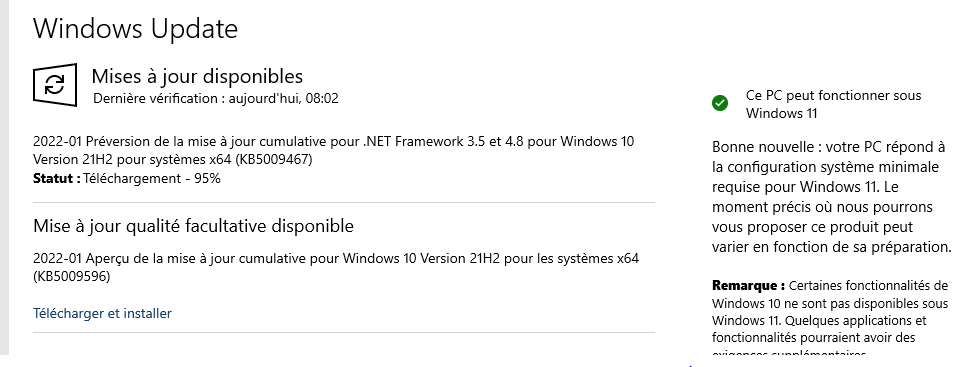 Windows Update
Mises à jour disponibles
Dernière vérification : aujourd'hui, 08:02
2022-01 Préversion de la mise à jour cumulative pour .NET Framework 3.5 et 4.8 pour Windows 10
Version 21H2 pour systèmes x64 (KB5009467)
Statut : Téléchargement - 95%
Mise à jour qualité facultative disponible
2022-01 Aperçu de la mise à jour cumulative pour Windows 10 Version 21H2 pour les systèmes x64
(KB5009596)
Télécharger et installer
Ce PC peut fonctionner sous
Windows 11
Bonne nouvelle : votre PC répond à
la configuration système minimale
requise pour Windows 11. Le
moment précis où nous pourrons
vous proposer ce produit peut
varier en fonction de sa préparation.
Remarque : Certaines fonctionnalités de
Windows 10 ne sont pas disponibles sous
Windows 11. Quelques applications et
fonctionnalités pourraient avoir des
exigences supplémentaires.